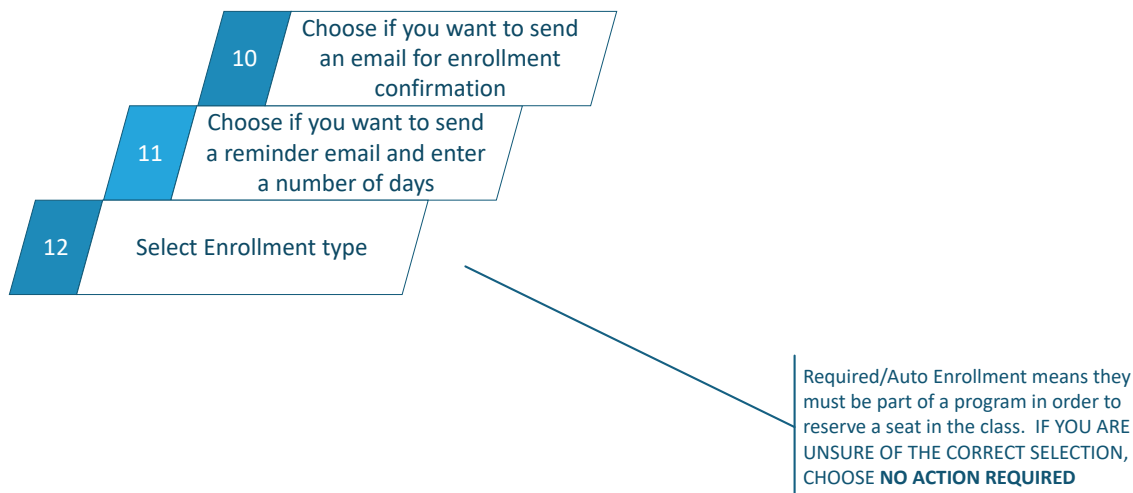 10
Choose if you want to send
an email for enrollment
confirmation
11
Choose if you want to send
a reminder email and enter
a number of days
12
Select Enrollment type
Required/Auto Enrollment means they
must be part of a program in order to
reserve a seat in the class.  IF YOU ARE
UNSURE OF THE CORRECT SELECTION,
CHOOSE NO ACTION REQUIRED